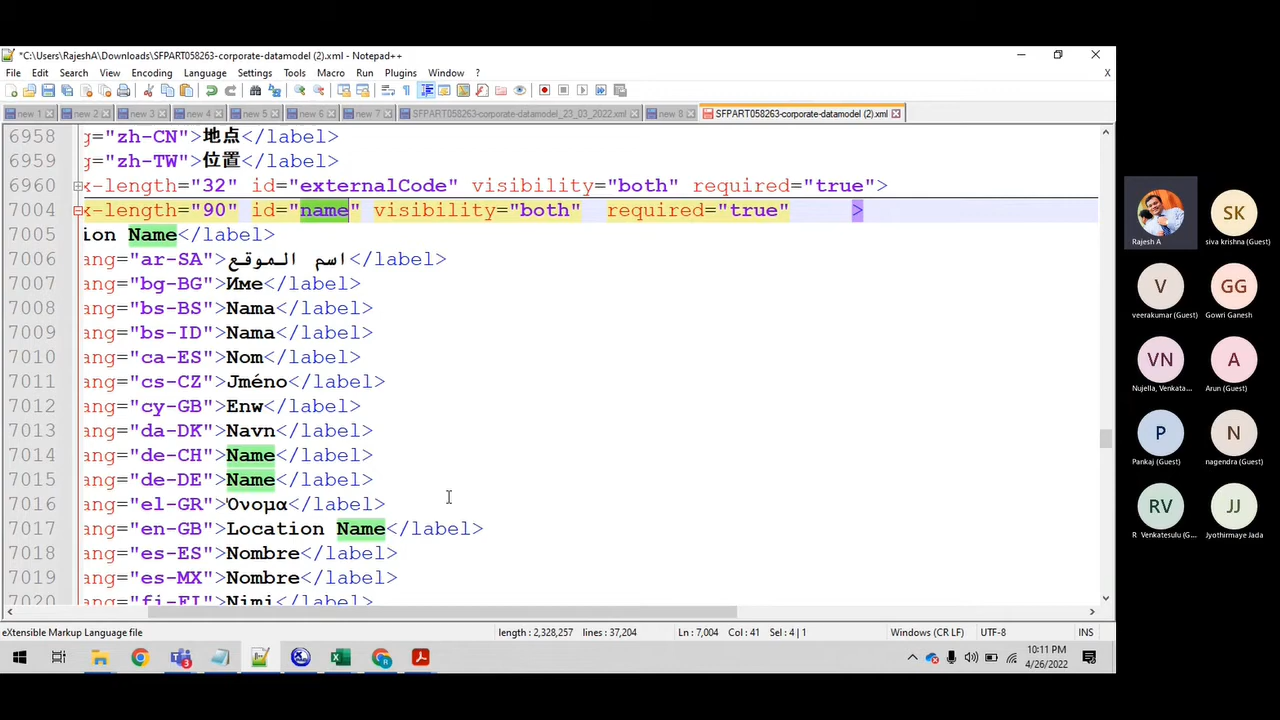 *C:\Users\RajeshA\Downloads\SFPART058263-corporate-datamodel (2).xml - Notepad++
File Edit Search View Encoding Language Settings Tools Macro Run Plugins Window ? X
new 1 new 2 new 3 new 4 new 5 new 6 new 7 SFPART058263-corporate-datamodel_23_03_2022.xml new 8 SFPART058263-corporate-datamodel (2).xml
6958 g="zh-CN">地点</label>
6959 g="zh-TW">位置</label>
6960 x-length="32" id="externalCode" visibility="both" required="true">
7004 x-length="90" id="name" visibility="both" required="true" >
7005 ion Name</label>
7006 ang="ar-SA">اسم الموقع</label>
7007 ang="bg-BG">Име</label>
7008 ang="bs-BS">Nama</label>
7009 ang="bs-ID">Nama</label>
7010 ang="ca-ES">Nom</label>
7011 ang="cs-CZ">Jméno</label>
7012 ang="cy-GB">Enw</label>
7013 ang="da-DK">Navn</label>
7014 ang="de-CH">Name</label>
7015 ang="de-DE">Name</label>
7016 ang="el-GR">Όνομα</label>
7017 ang="en-GB">Location Name</label>
7018 ang="es-ES">Nombre</label>
7019 ang="es-MX">Nombre</label>
7020 ang="fi-FI">Nimi</label>
eXtensible Markup Language file length : 2,328,257 lines : 37,204 Ln : 7,004 Col : 41 Sel : 4 | 1 Windows (CR LF) UTF-8 INS
3
10:11 PM
4/26/2022
Rajesh A
SK
siva krishna (Guest)
V
veerakumar (Guest)
GG
Gowri Ganesh
VN
Nujella, Venkata...
A
Arun (Guest)
P
Pankaj (Guest)
N
nagendra (Guest)
RV
R Venkatesulu (G...
JJ
Jyothirmaye Jada